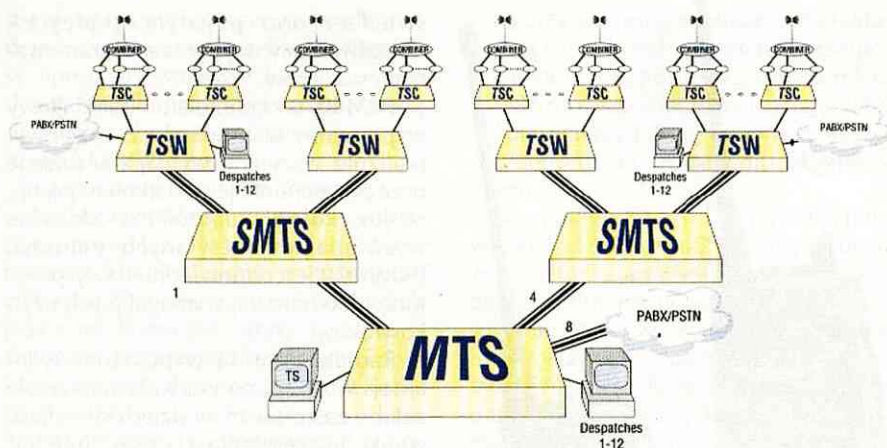 COMBINER COMBINER COMBINER COMBINER COMBINER COMBINER COMBINER COMBINER
TSC TSC TSC TSC TSC TSC TSC TSC
PABX/PSTN
TSW
TSW
TSW
TSW
PABX/PSTN
Despatches
1-12
Despatches
1-12
SMTS
SMTS
1
4
8
PABX/PSTN
MTS
TS
Despatches
1-12